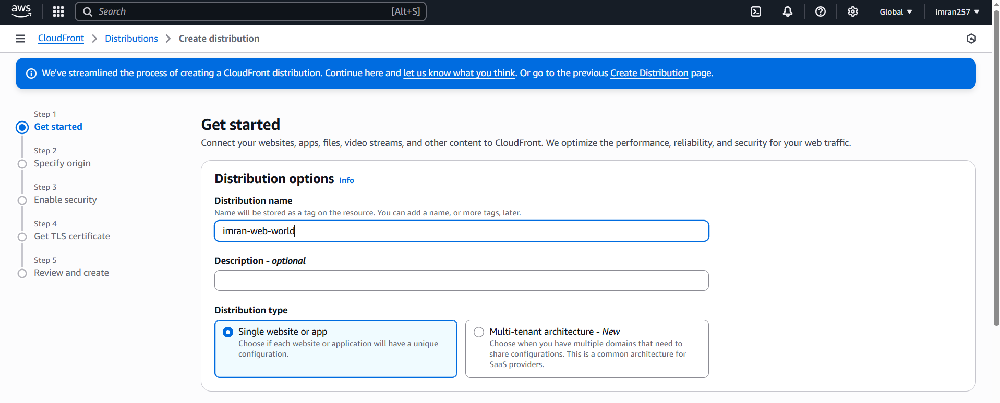 aws
Search [Alt+S]
Global
imran257
CloudFront > Distributions > Create distribution
We've streamlined the process of creating a CloudFront distribution. Continue here and let us know what you think. Or go to the previous Create Distribution page.
Step 1
Get started
Step 2
Specify origin
Step 3
Enable security
Step 4
Get TLS certificate
Step 5
Review and create
Get started
Connect your websites, apps, files, video streams, and other content to CloudFront. We optimize the performance, reliability, and security for your web traffic.
Distribution options Info
Distribution name
Name will be stored as a tag on the resource. You can add a name, or more tags, later.
imran-web-world
Description - optional
Distribution type
Single website or app
Choose if each website or application will have a unique
configuration.
Multi-tenant architecture - New
Choose when you have multiple domains that need to
share configurations. This is a common architecture for
SaaS providers.